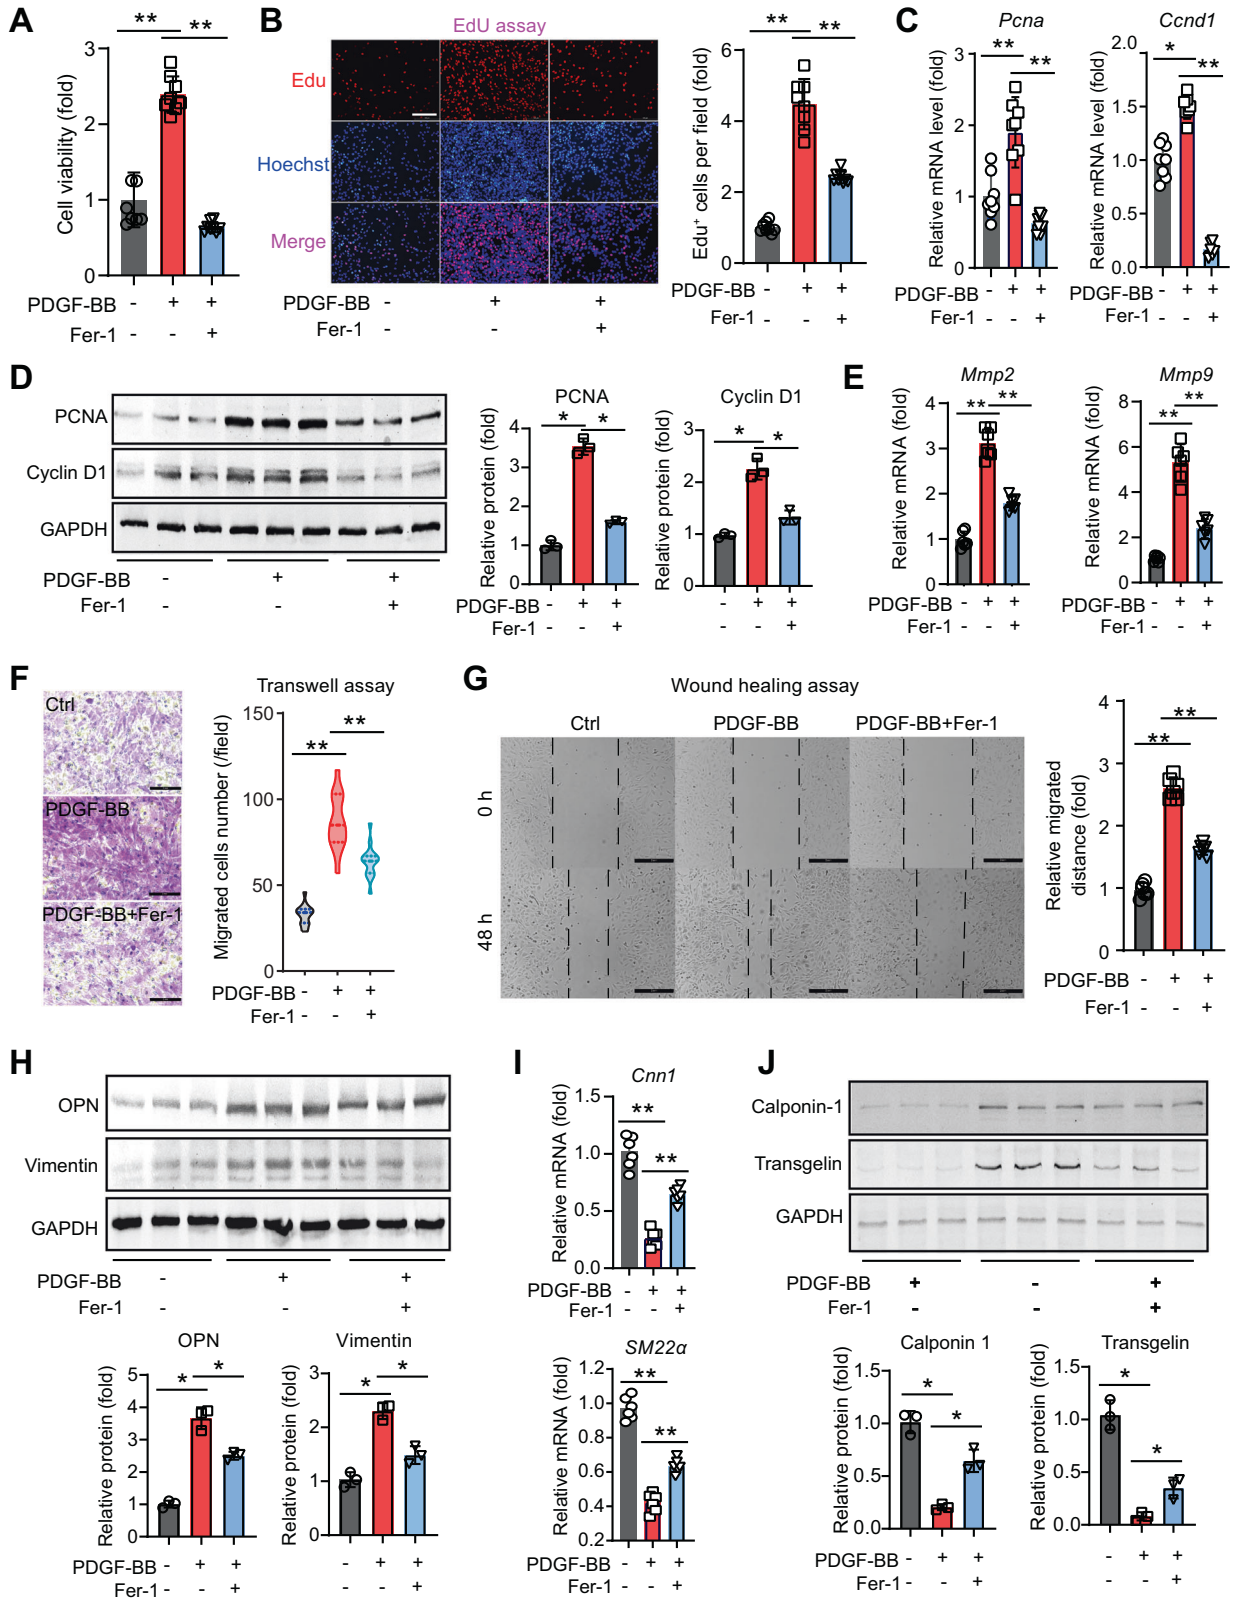 A
**
**
Cell viability (fold)
3
2
1
0
PDGF-BB - + +
Fer-1 - - +
B
EdU assay
Edu
Hoechst
Merge
PDGF-BB - + +
Fer-1 - - +
**
**
Edu⁺ cells per field (fold)
6
4
2
0
PDGF-BB - + +
Fer-1 - - +
C
Pcna
**
**
Relative mRNA level (fold)
3
2
1
0
PDGF-BB - + +
Fer-1 - - +
Ccnd1
*
**
Relative mRNA level (fold)
2.0
1.5
1.0
0.5
0.0
PDGF-BB - + +
Fer-1 - - +
D
PCNA
Cyclin D1
GAPDH
PDGF-BB - + +
Fer-1 - - +
PCNA
* *
Relative protein (fold)
4
3
2
1
0
PDGF-BB - + +
Fer-1 - - +
Cyclin D1
* *
Relative protein (fold)
3
2
1
0
- + +
- - +
E
Mmp2
**
**
Relative mRNA (fold)
4
3
2
1
0
PDGF-BB - + +
Fer-1 - - +
Mmp9
**
**
Relative mRNA (fold)
8
6
4
2
0
PDGF-BB - + +
Fer-1 - - +
F
Ctrl
PDGF-BB
PDGF-BB+Fer-1
Transwell assay
**
**
Migrated cells number (/field)
150
100
50
0
PDGF-BB - + +
Fer-1 - - +
G
Wound healing assay
Ctrl PDGF-BB PDGF-BB+Fer-1
0 h
48 h
**
**
Relative migrated
distance (fold)
4
3
2
1
0
PDGF-BB - + +
Fer-1 - - +
H
OPN
Vimentin
GAPDH
PDGF-BB - + +
Fer-1 - - +
OPN
*
*
Relative protein (fold)
5
4
3
2
1
0
PDGF-BB - + +
Fer-1 - - +
Vimentin
*
*
Relative protein (fold)
3
2
1
0
- + +
- - +
I
Cnn1
**
**
Relative mRNA (fold)
1.5
1.0
0.5
0.0
PDGF-BB - + +
Fer-1 - - +
SM22α
**
**
Relative mRNA (fold)
1.2
1.0
0.8
0.6
0.4
0.2
PDGF-BB - + +
Fer-1 - - +
J
Calponin-1
Transgelin
GAPDH
PDGF-BB + - +
Fer-1 - - +
Calponin 1
*
*
Relative protein (fold)
1.5
1.0
0.5
0.0
PDGF-BB - + +
Fer-1 - - +
Transgelin
*
*
Relative protein (fold)
1.5
1.0
0.5
0.0
- + +
- - +